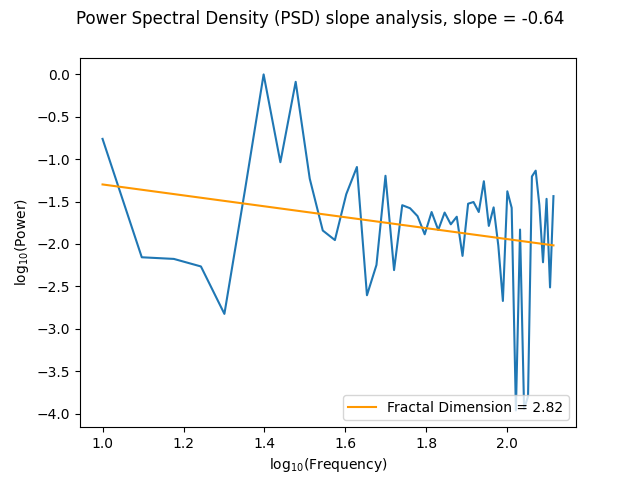 Power Spectral Density (PSD) slope analysis, slope = -0.64
0.0
−0.5
−1.0
−1.5
−2.0
−2.5
−3.0
−3.5
−4.0
log₁₀(Power)
Fractal Dimension = 2.82
1.0 1.2 1.4 1.6 1.8 2.0
log₁₀(Frequency)